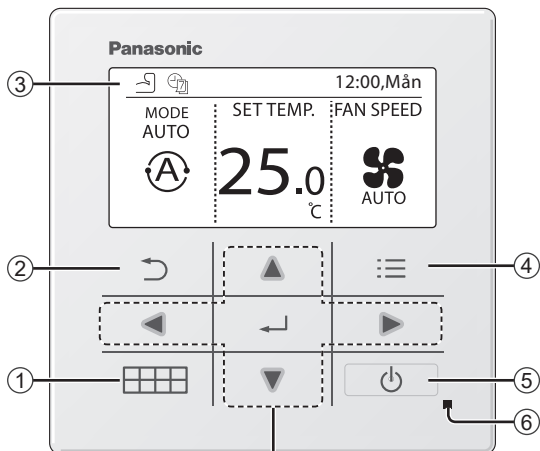 Panasonic
③ 12:00,Mån
MODE SET TEMP. FAN SPEED
AUTO
A
25.0
℃
AUTO
②
④
①
⑤
⑥